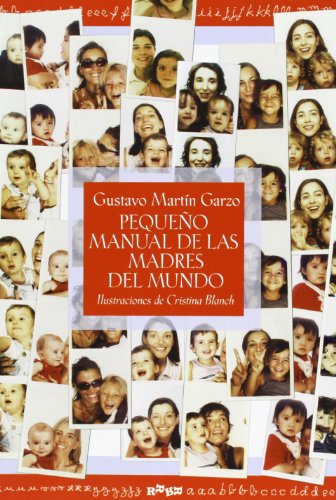 Gustavo Martín Garzo
PEQUEÑO
MANUAL DE LAS
MADRES
DEL MUNDO
Ilustraciones de Cristina Blanch